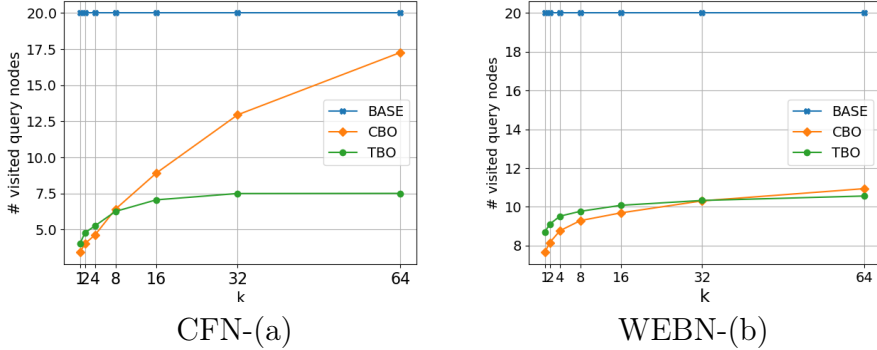 20.0
17.5
15.0
12.5
10.0
7.5
5.0
# visited query nodes
BASE
CBO
TBO
1 2 4 8 16 32 64
k
CFN-(a)
20
18
16
14
12
10
8
# visited query nodes
BASE
CBO
TBO
1 2 4 8 16 32 64
k
WEBN-(b)